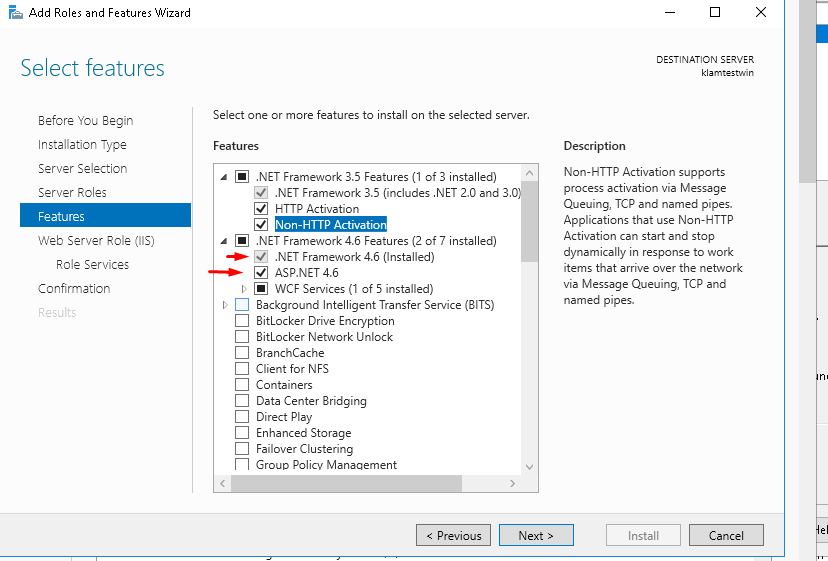 Add Roles and Features Wizard
Select features
DESTINATION SERVER
klamtestwin
Before You Begin
Installation Type
Server Selection
Server Roles
Features
Web Server Role (IIS)
Role Services
Confirmation
Results
Select one or more features to install on the selected server.
Features
.NET Framework 3.5 Features (1 of 3 installed)
.NET Framework 3.5 (includes .NET 2.0 and 3.0)
HTTP Activation
Non-HTTP Activation
.NET Framework 4.6 Features (2 of 7 installed)
.NET Framework 4.6 (Installed)
ASP.NET 4.6
WCF Services (1 of 5 installed)
Background Intelligent Transfer Service (BITS)
BitLocker Drive Encryption
BitLocker Network Unlock
BranchCache
Client for NFS
Containers
Data Center Bridging
Direct Play
Enhanced Storage
Failover Clustering
Group Policy Management
Description
Non-HTTP Activation supports
process activation via Message
Queuing, TCP and named pipes.
Applications that use Non-HTTP
Activation can start and stop
dynamically in response to work
items that arrive over the network
via Message Queuing, TCP and
named pipes.
< Previous
Next >
Install
Cancel